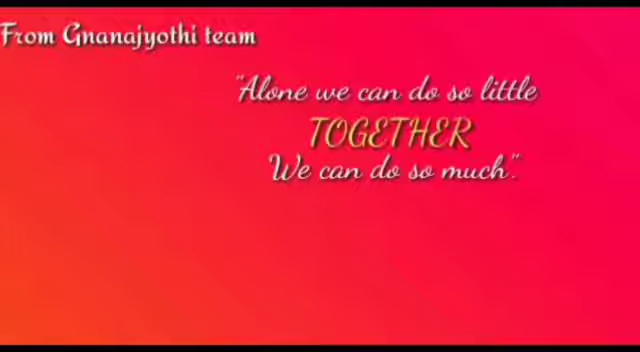 From Gnanajyothi team
"Alone we can do so little
TOGETHER
We can do so much".